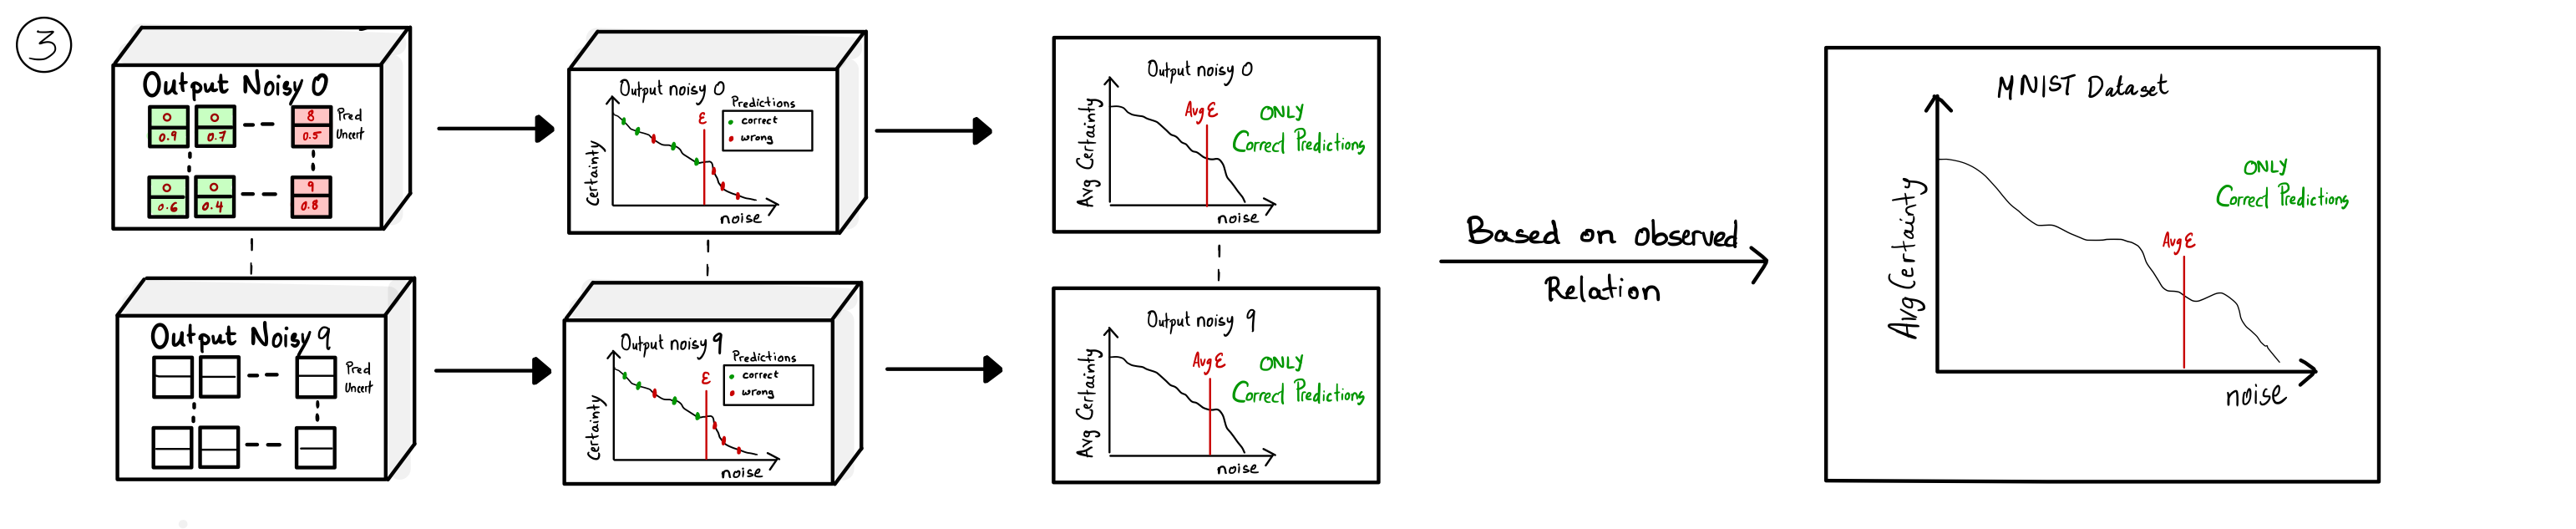 3
Output Noisy 0
0 0 8 Pred
0.9 0.7 0.5 Uncert
0 0 9
0.6 0.4 0.8
Output Noisy 9
Pred
Uncert
Output noisy 0
Predictions
correct
wrong
ε
Certainty
noise
Output noisy 9
Predictions
correct
wrong
ε
Certainty
noise
Output noisy 0
Avg ε
ONLY
Correct Predictions
Avg Certainty
noise
Output noisy 9
Avg ε
ONLY
Correct Predictions
Avg Certainty
noise
Based on observed
Relation
MNIST Dataset
ONLY
Correct Predictions
Avg ε
Avg Certainty
noise